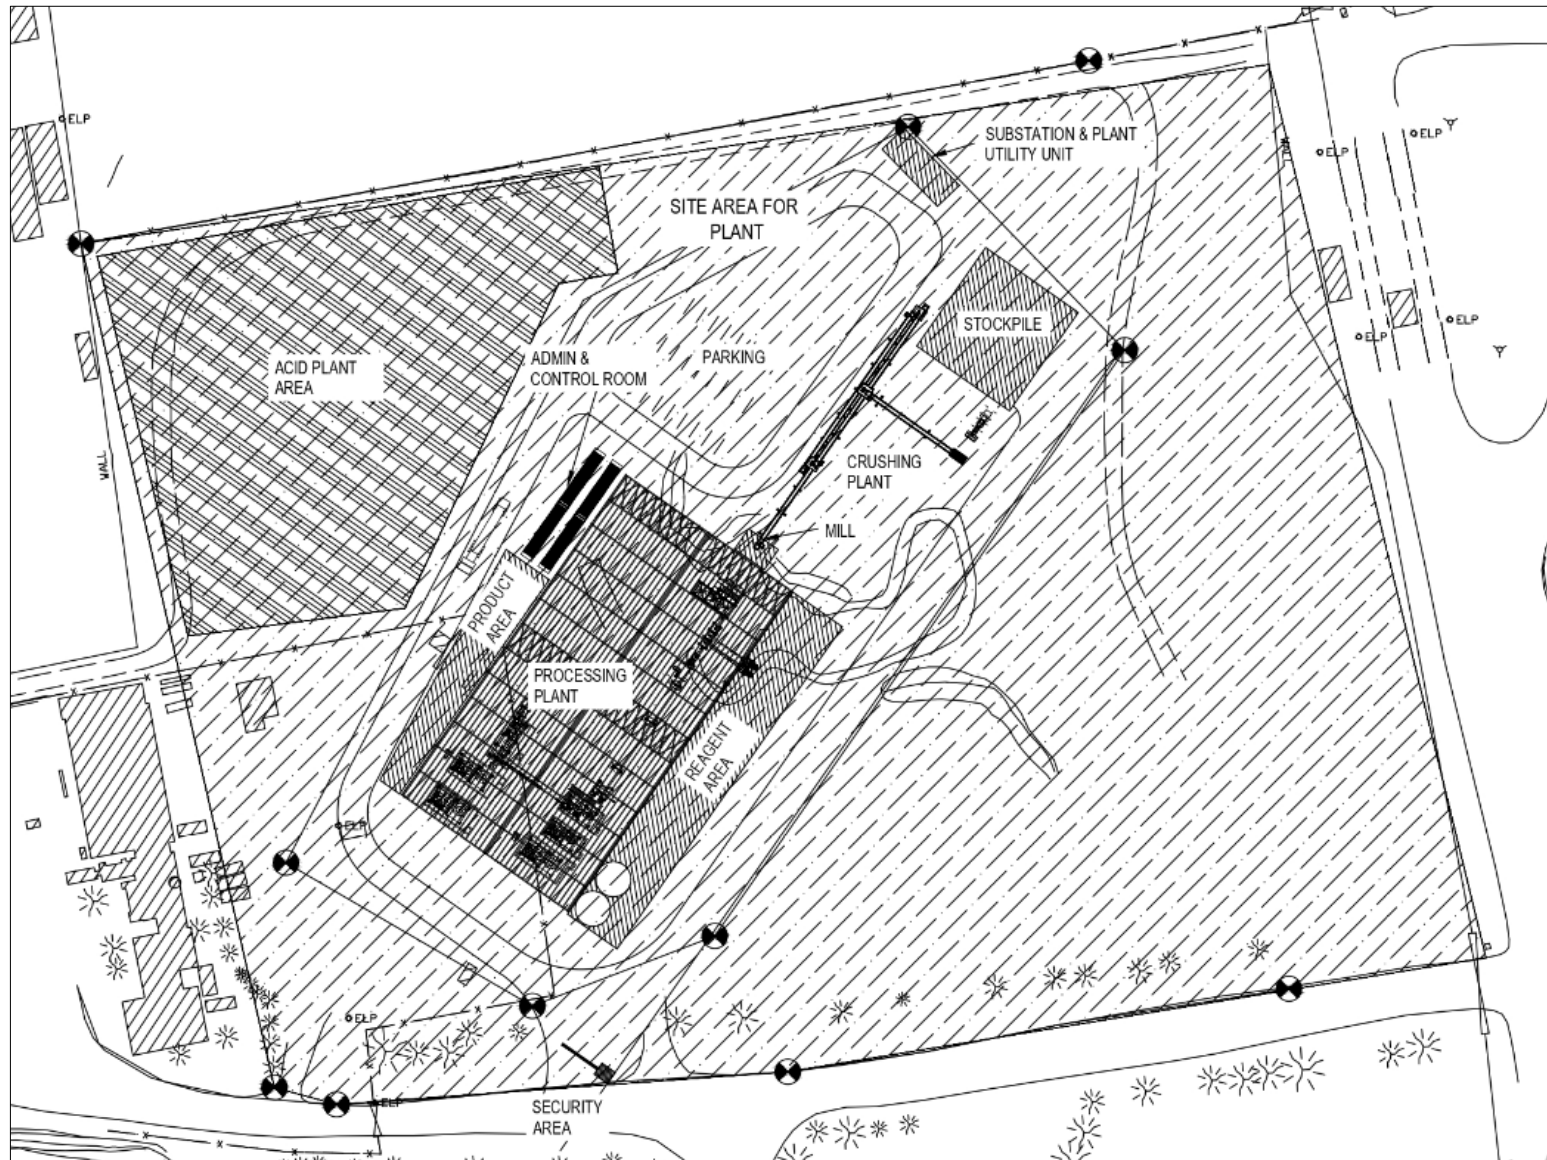 ELP
SUBSTATION & PLANT
UTILITY UNIT
ELP
ELP
WALL
SITE AREA FOR
PLANT
ELP
ELP
STOCKPILE
ADMIN &
CONTROL ROOM
PARKING
ACID PLANT
AREA
WALL
CRUSHING
PLANT
MILL
PRODUCT
AREA
PROCESSING
PLANT
REAGENT
AREA
ELP
ELP
ELP
SECURITY
AREA